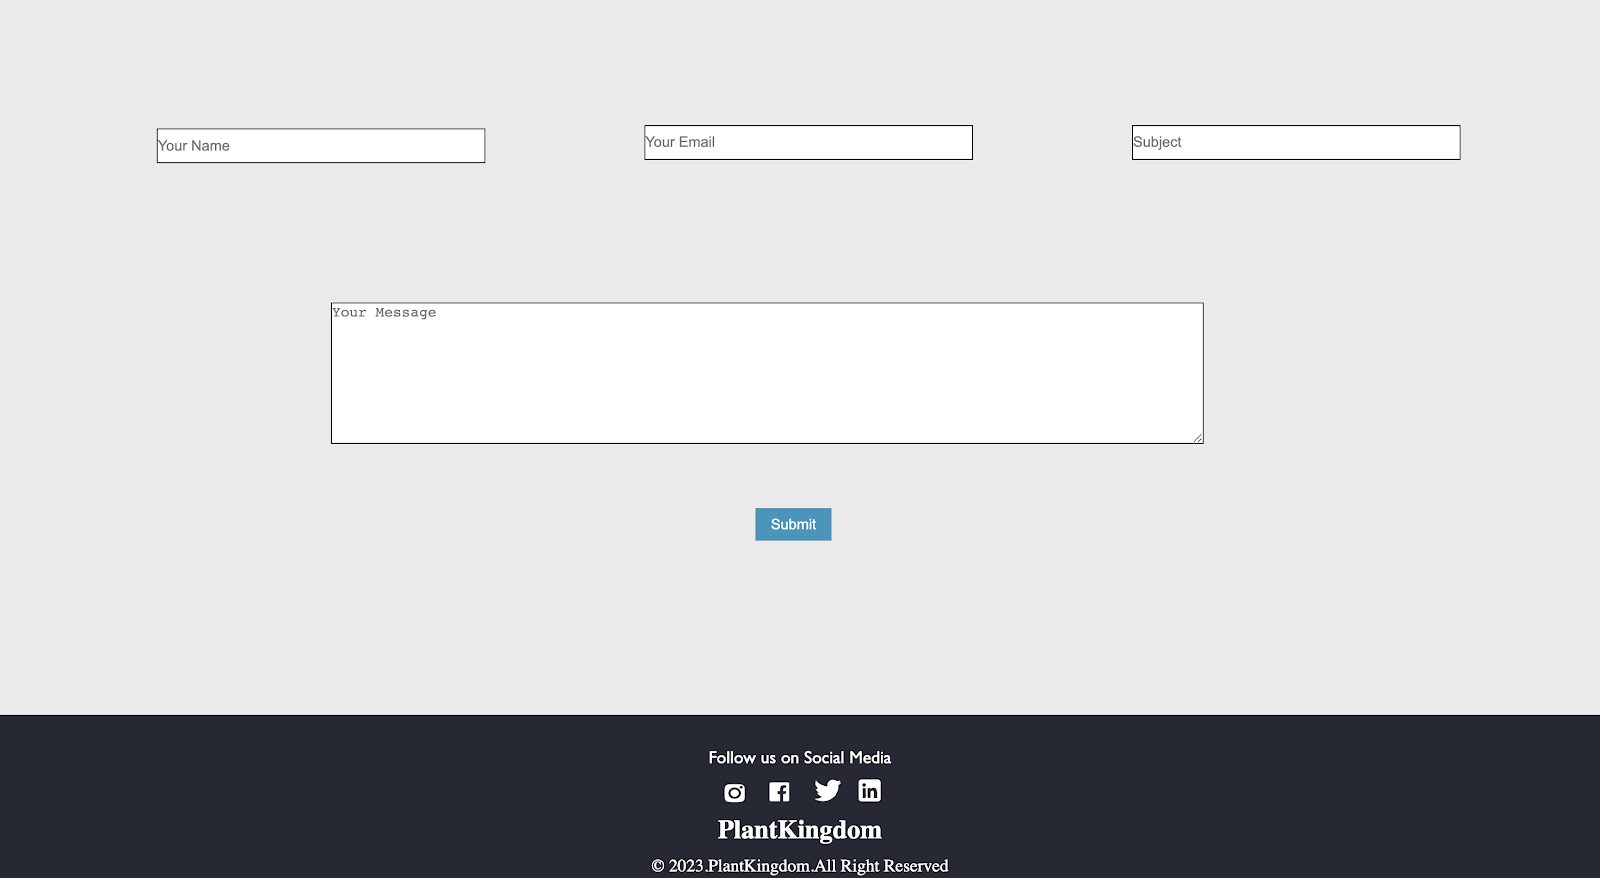 Your Name
Your Email
Subject
Your Message
Submit
Follow us on Social Media
PlantKingdom
© 2023.PlantKingdom.All Right Reserved